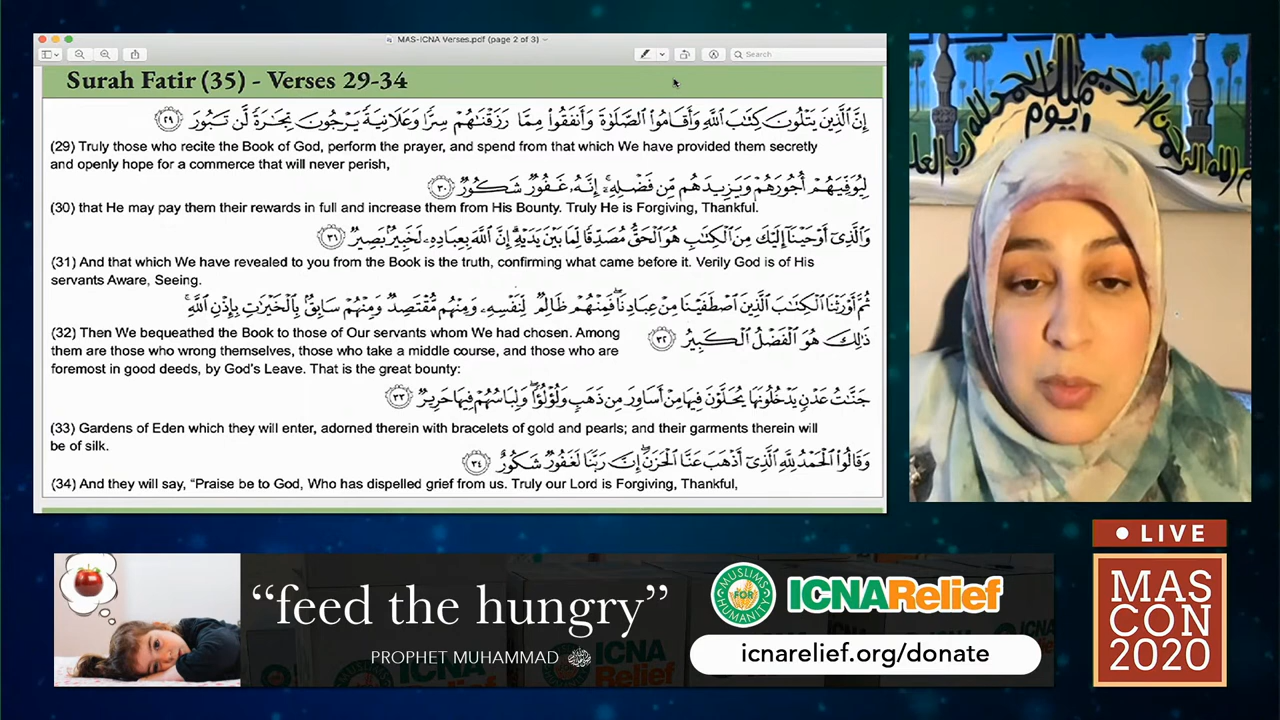 MAS-ICNA Verses.pdf (page 2 of 3)
Search
Surah Fatir (35) - Verses 29-34
إِنَّ ٱلَّذِينَ يَتْلُونَ كِتَٰبَ ٱللَّهِ وَأَقَامُوا۟ ٱلصَّلَوٰةَ وَأَنفَقُوا۟ مِمَّا رَزَقْنَٰهُمْ سِرًّا وَعَلَانِيَةً يَرْجُونَ تِجَٰرَةً لَّن تَبُورَ ٢٩
(29) Truly those who recite the Book of God, perform the prayer, and spend from that which We have provided them secretly
and openly hope for a commerce that will never perish,
لِيُوَفِّيَهُمْ أُجُورَهُمْ وَيَزِيدَهُم مِّن فَضْلِهِۦٓ ۚ إِنَّهُۥ غَفُورٌ شَكُورٌ ٣٠
(30) that He may pay them their rewards in full and increase them from His Bounty. Truly He is Forgiving, Thankful.
وَٱلَّذِىٓ أَوْحَيْنَآ إِلَيْكَ مِنَ ٱلْكِتَٰبِ هُوَ ٱلْحَقُّ مُصَدِّقًا لِّمَا بَيْنَ يَدَيْهِ ۗ إِنَّ ٱللَّهَ بِعِبَادِهِۦ لَخَبِيرٌۢ بَصِيرٌ ٣١
(31) And that which We have revealed to you from the Book is the truth, confirming what came before it. Verily God is of His
servants Aware, Seeing.
ثُمَّ أَوْرَثْنَا ٱلْكِتَٰبَ ٱلَّذِينَ ٱصْطَفَيْنَا مِنْ عِبَادِنَا ۖ فَمِنْهُمْ ظَالِمٌ لِّنَفْسِهِۦ وَمِنْهُم مُّقْتَصِدٌ وَمِنْهُمْ سَابِقٌۢ بِٱلْخَيْرَٰتِ بِإِذْنِ ٱللَّهِ ۚ
ذَٰلِكَ هُوَ ٱلْفَضْلُ ٱلْكَبِيرُ ٣٢
(32) Then We bequeathed the Book to those of Our servants whom We had chosen. Among
them are those who wrong themselves, those who take a middle course, and those who are
foremost in good deeds, by God's Leave. That is the great bounty:
جَنَّٰتُ عَدْنٍ يَدْخُلُونَهَا يُحَلَّوْنَ فِيهَا مِنْ أَسَاوِرَ مِن ذَهَبٍ وَلُؤْلُؤًا ۖ وَلِبَاسُهُمْ فِيهَا حَرِيرٌ ٣٣
(33) Gardens of Eden which they will enter, adorned therein with bracelets of gold and pearls; and their garments therein will
be of silk.
وَقَالُوا۟ ٱلْحَمْدُ لِلَّهِ ٱلَّذِىٓ أَذْهَبَ عَنَّا ٱلْحَزَنَ ۖ إِنَّ رَبَّنَا لَغَفُورٌ شَكُورٌ ٣٤
(34) And they will say, “Praise be to God, Who has dispelled grief from us. Truly our Lord is Forgiving, Thankful,
“feed the hungry”
PROPHET MUHAMMAD ﷺ
MUSLIMS FOR HUMANITY
ICNARelief
icnarelief.org/donate
LIVE
MAS
CON
2020